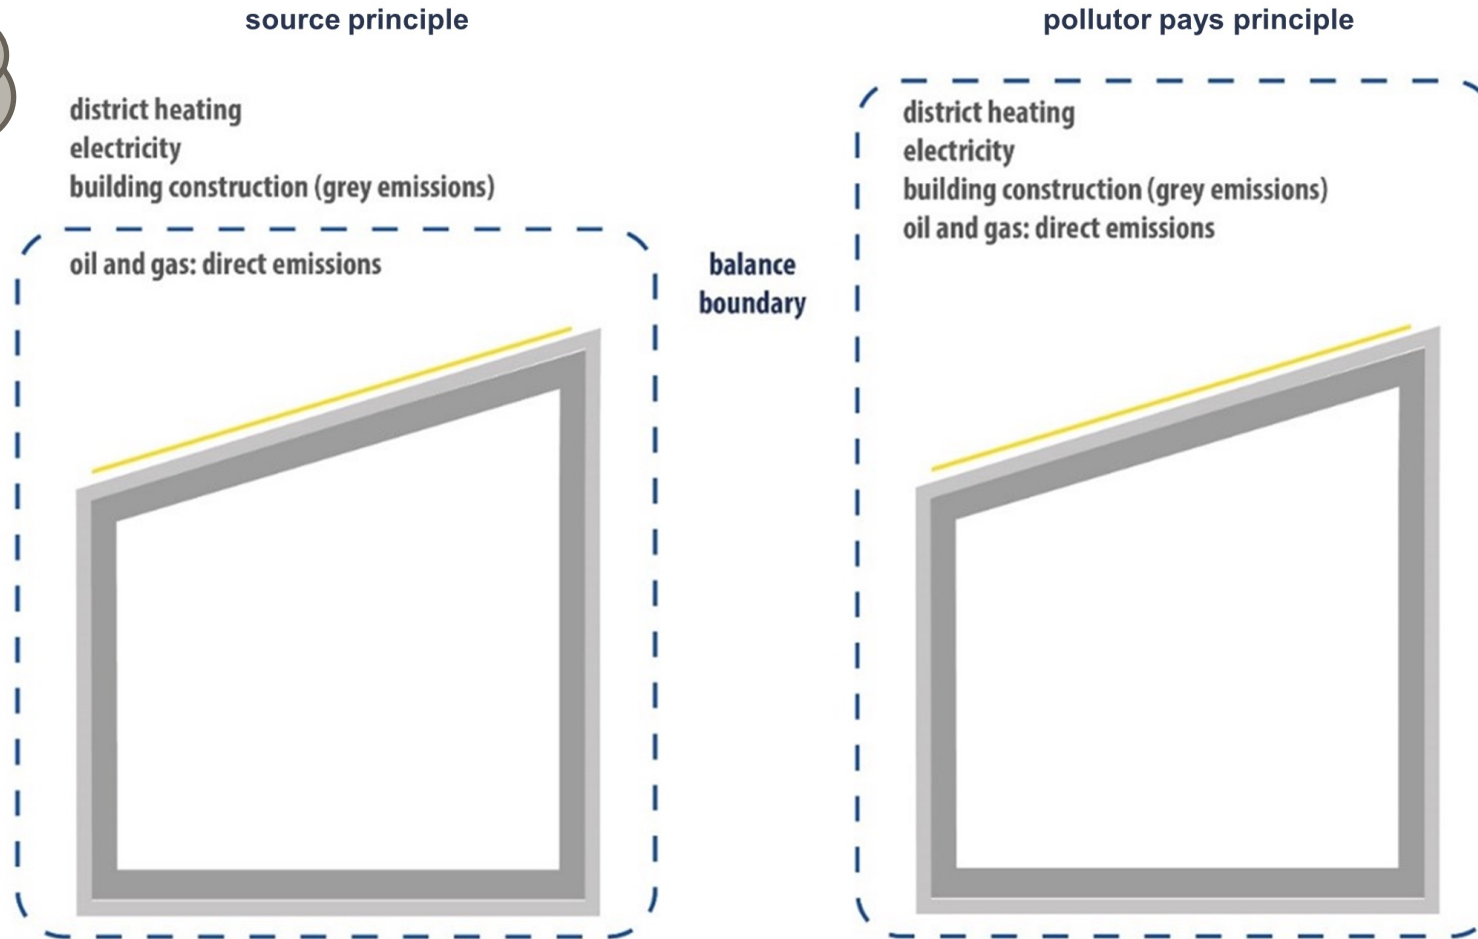 source principle
district heating
electricity
building construction (grey emissions)
oil and gas: direct emissions
balance
boundary
pollutor pays principle
district heating
electricity
building construction (grey emissions)
oil and gas: direct emissions